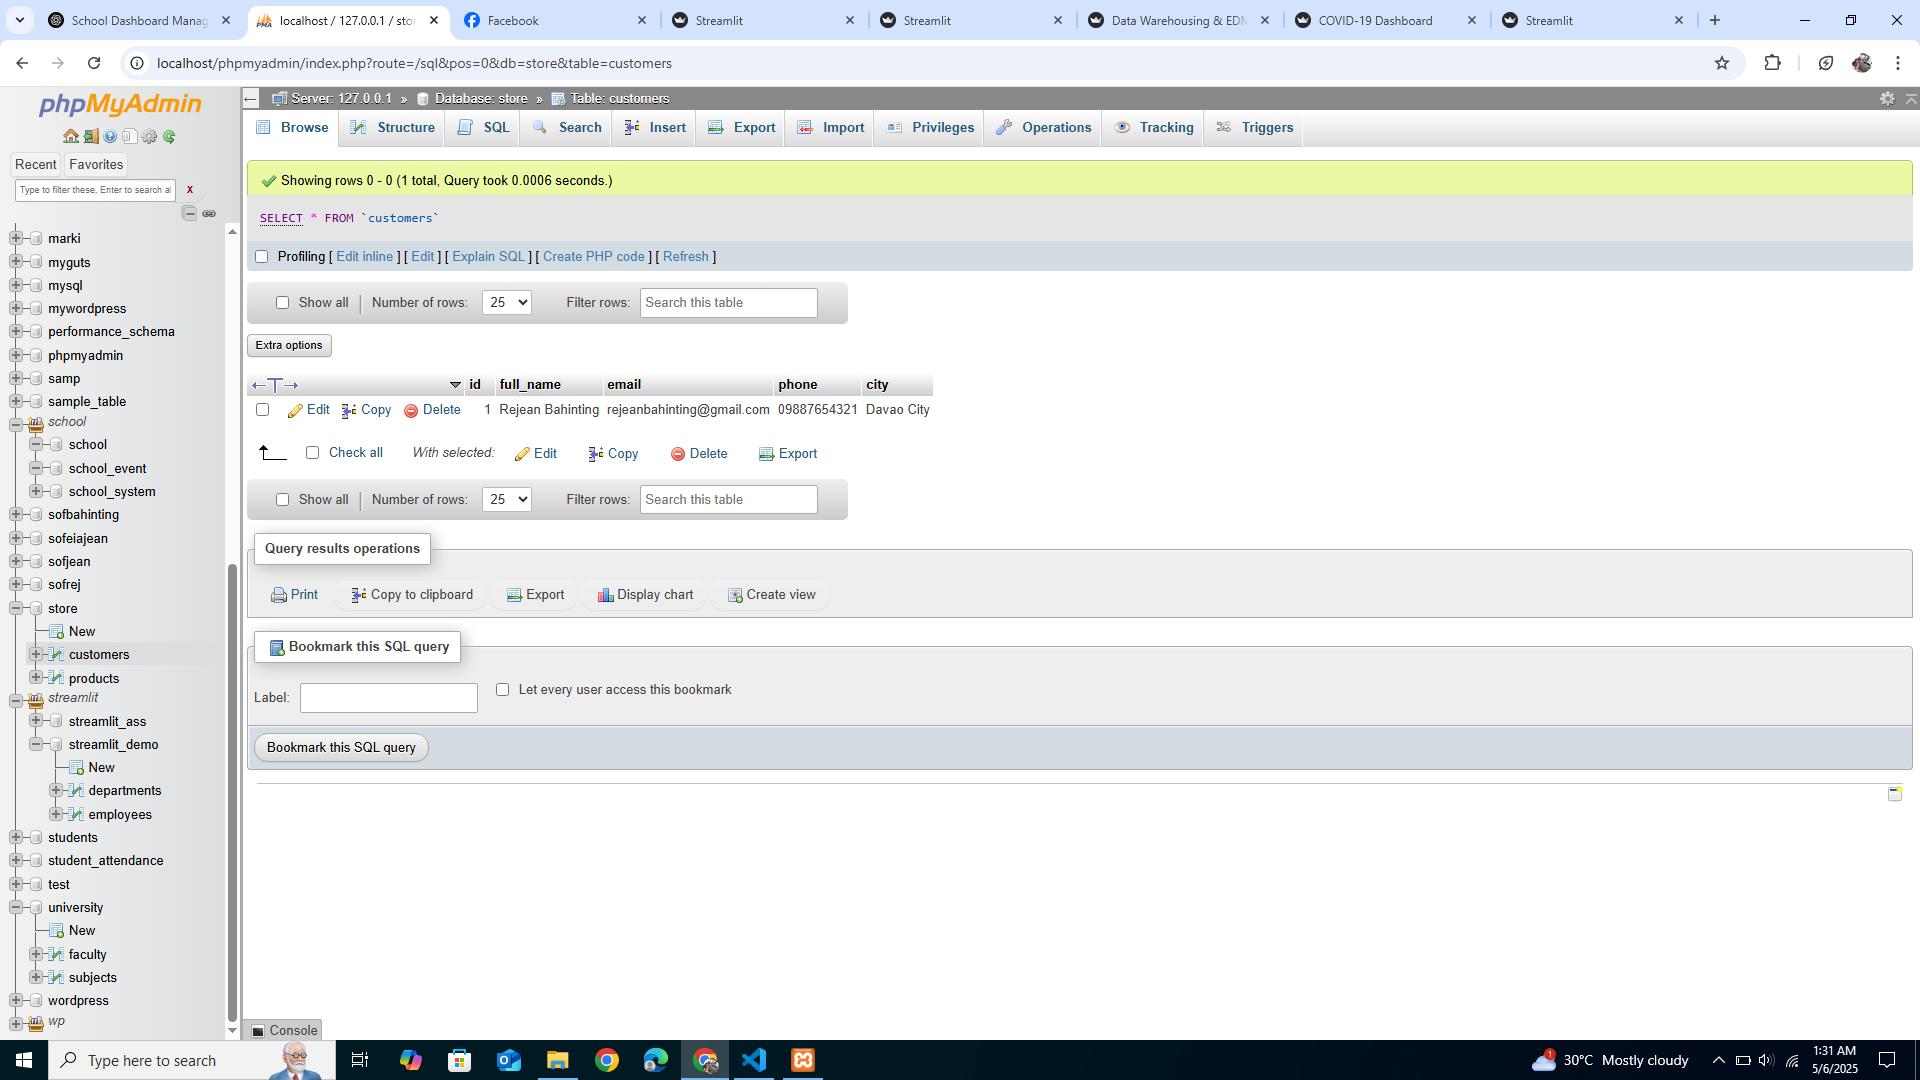 School Dashboard Manag
localhost / 127.0.0.1 / stor
Facebook
Streamlit
Streamlit
Data Warehousing & EDM
COVID-19 Dashboard
Streamlit
localhost/phpmyadmin/index.php?route=/sql&pos=0&db=store&table=customers
phpMyAdmin
Recent Favorites
Type to filter these, Enter to search al X
marki
myguts
mysql
mywordpress
performance_schema
phpmyadmin
samp
sample_table
school
school
school_event
school_system
sofbahinting
sofeiajean
sofjean
sofrej
store
New
customers
products
streamlit
streamlit_ass
streamlit_demo
New
departments
employees
students
student_attendance
test
university
New
faculty
subjects
wordpress
wp
Server: 127.0.0.1 » Database: store » Table: customers
Browse Structure SQL Search Insert Export Import Privileges Operations Tracking Triggers
Showing rows 0 - 0 (1 total, Query took 0.0006 seconds.)
SELECT * FROM `customers`
Profiling [ Edit inline ] [ Edit ] [ Explain SQL ] [ Create PHP code ] [ Refresh ]
Show all Number of rows: 25 Filter rows: Search this table
Extra options
id full_name email phone city
Edit Copy Delete 1 Rejean Bahinting rejeanbahinting@gmail.com 09887654321 Davao City
Check all With selected: Edit Copy Delete Export
Show all Number of rows: 25 Filter rows: Search this table
Query results operations
Print Copy to clipboard Export Display chart Create view
Bookmark this SQL query
Label: Let every user access this bookmark
Bookmark this SQL query
Console
Type here to search
30°C Mostly cloudy
1:31 AM
5/6/2025